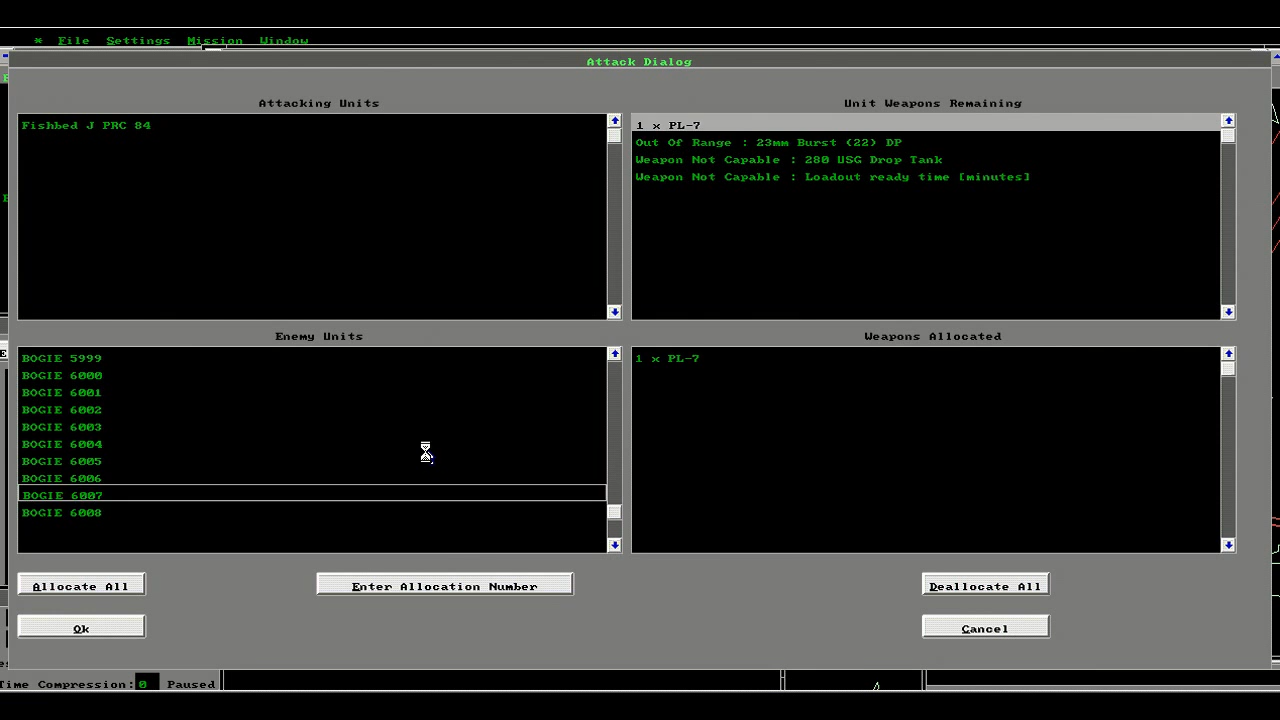 * File Settings Mission Window
Attack Dialog
Attacking Units
Unit Weapons Remaining
Fishbed J PRC 84
1 x PL-7
Out Of Range : 23mm Burst (22) DP
Weapon Not Capable : 280 USG Drop Tank
Weapon Not Capable : Loadout ready time [minutes]
Enemy Units
Weapons Allocated
BOGIE 5999
BOGIE 6000
BOGIE 6001
BOGIE 6002
BOGIE 6003
BOGIE 6004
BOGIE 6005
BOGIE 6006
BOGIE 6007
BOGIE 6008
1 x PL-7
Allocate All
Enter Allocation Number
Deallocate All
Ok
Cancel
Time Compression: 0 Paused